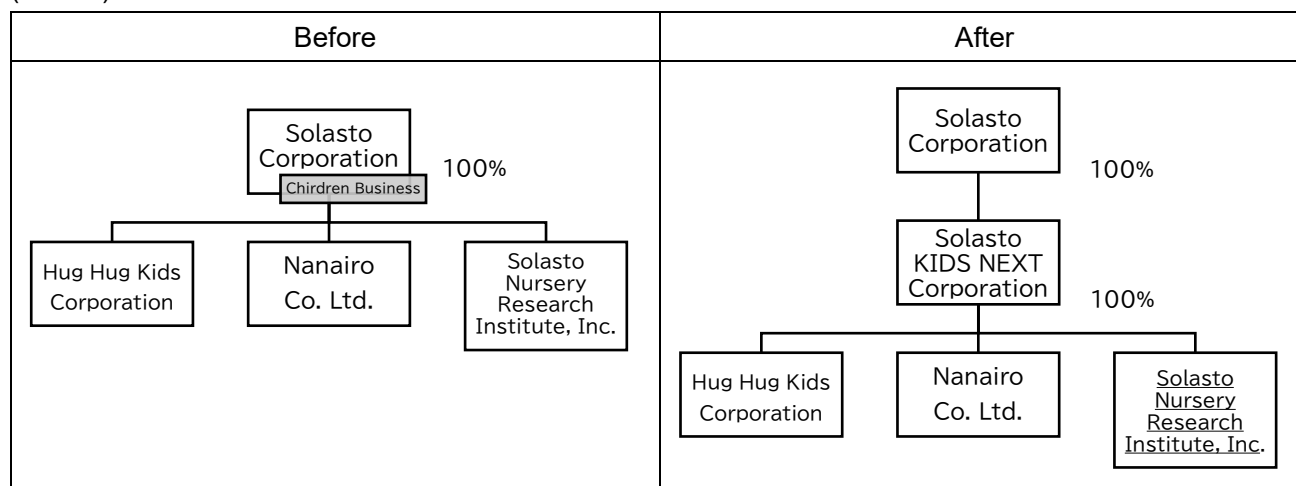 Before
After
Solasto
Corporation
100%
Chirdren Business
Hug Hug Kids
Corporation
Nanairo
Co. Ltd.
Solasto
Nursery
Research
Institute, Inc.
Solasto
Corporation
100%
Solasto
KIDS NEXT
Corporation
100%
Hug Hug Kids
Corporation
Nanairo
Co. Ltd.
Solasto
Nursery
Research
Institute, Inc.